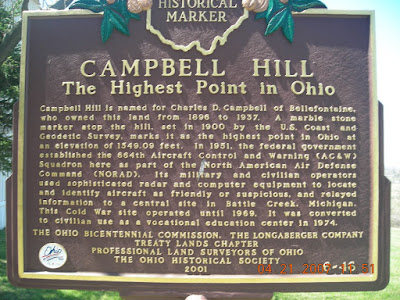 HISTORICAL
MARKER
CAMPBELL HILL
The Highest Point in Ohio
Campbell Hill is named for Charles D. Campbell of Bellefontaine,
who owned this land from 1896 to 1937. A marble stone
marker atop the hill, set in 1900 by the U.S. Coast and
Geodetic Survey, marks it as the highest point in Ohio at
an elevation of 1549.09 feet. In 1951, the federal government
established the 664th Aircraft Control and Warning (AC&W)
Squadron here as part of the North American Air Defense
Command (NORAD). Its military and civilian operators
used sophisticated radar and computer equipment to locate
and identify aircraft as friendly or suspicious, and relayed
information to a central site in Battle Creek, Michigan.
This Cold War site operated until 1969. It was converted
to civilian use as a vocational education center in 1974.
THE OHIO BICENTENNIAL COMMISSION, THE LONGABERGER COMPANY
TREATY LANDS CHAPTER
PROFESSIONAL LAND SURVEYORS OF OHIO
THE OHIO HISTORICAL SOCIETY
2001